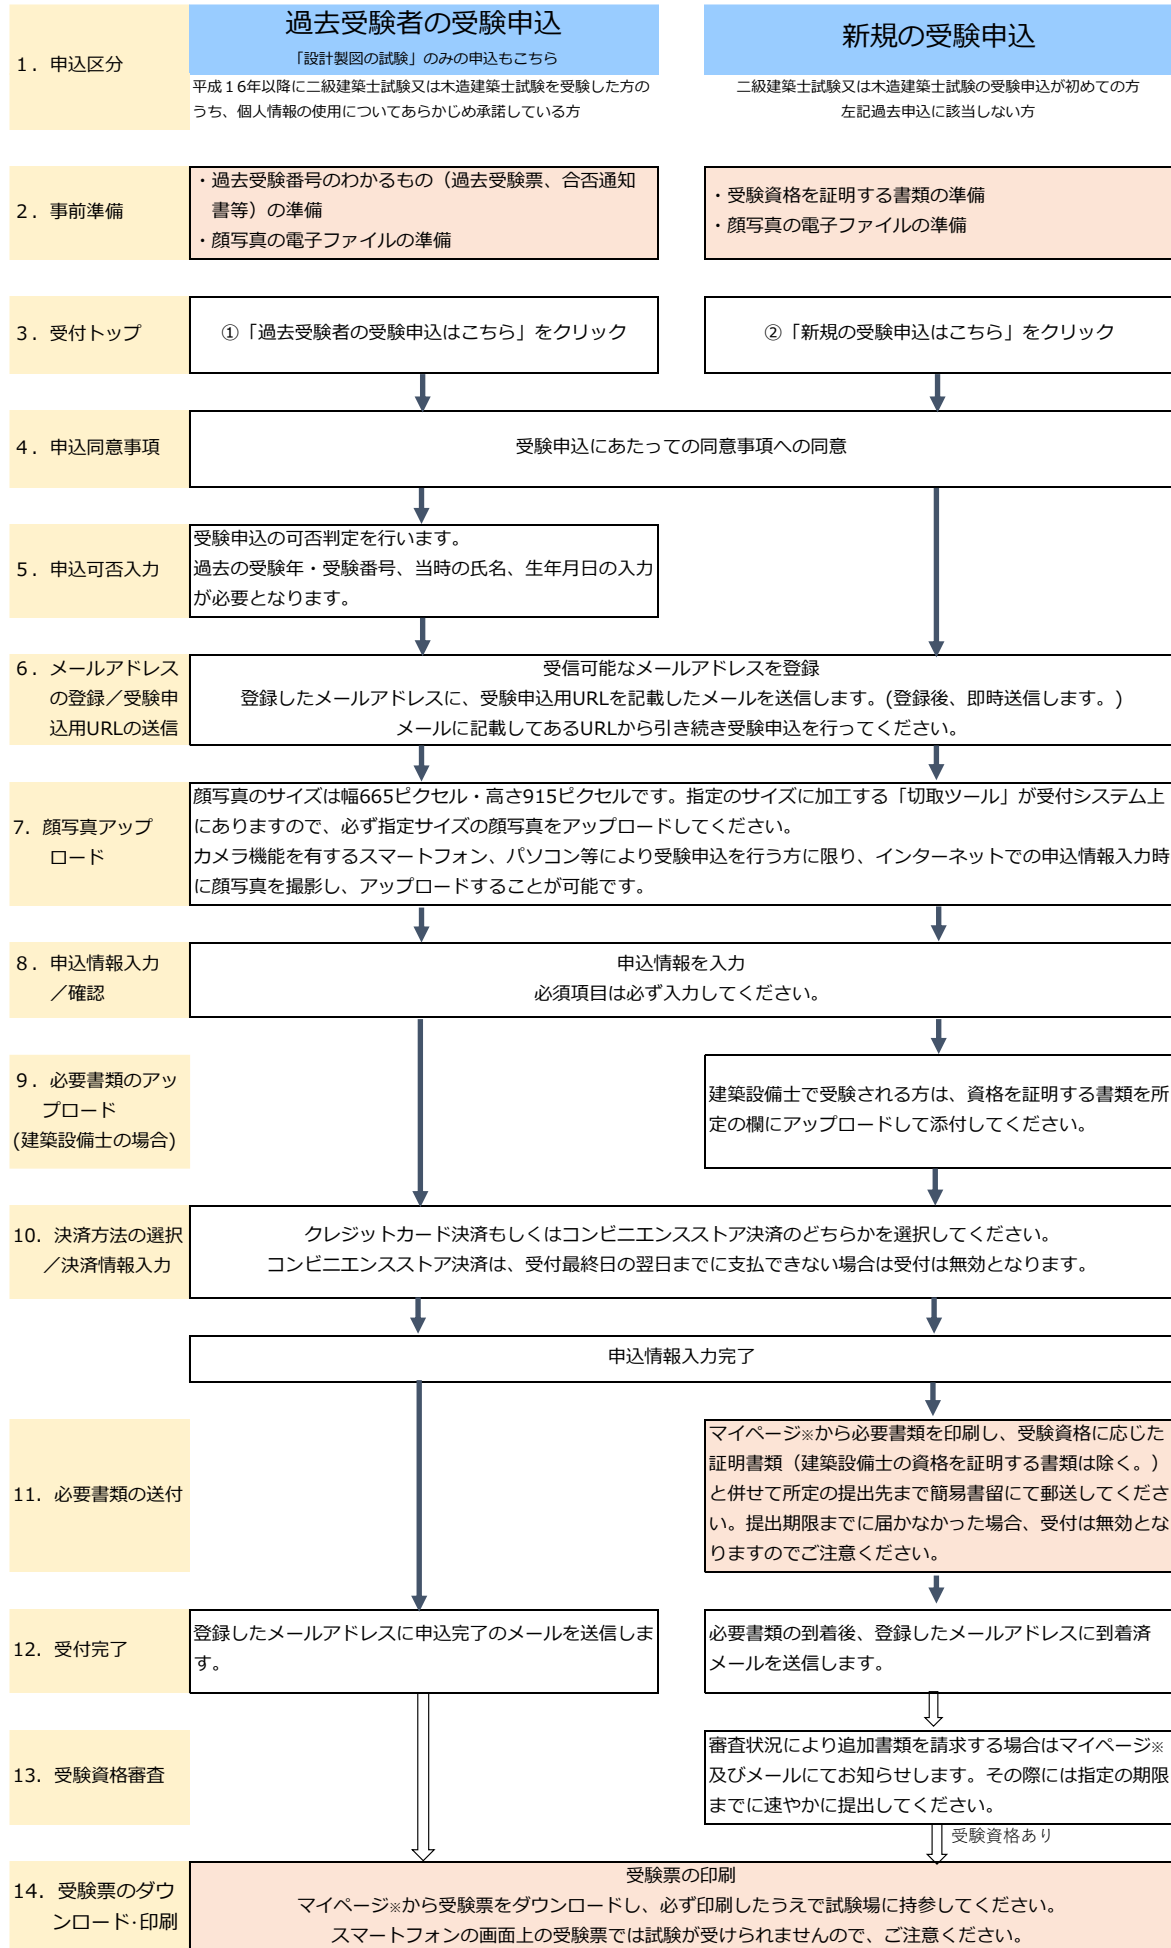 1．申込区分
過去受験者の受験申込
「設計製図の試験」のみの申込もこちら
平成１6年以降に二級建築士試験又は木造建築士試験を受験した方の
うち、個人情報の使用についてあらかじめ承諾している方
新規の受験申込
二級建築士試験又は木造建築士試験の受験申込が初めての方
左記過去申込に該当しない方
2．事前準備
・過去受験番号のわかるもの（過去受験票、合否通知
書等）の準備
・顔写真の電子ファイルの準備
・受験資格を証明する書類の準備
・顔写真の電子ファイルの準備
3．受付トップ
①「過去受験者の受験申込はこちら」をクリック
②「新規の受験申込はこちら」をクリック
4．申込同意事項
受験申込にあたっての同意事項への同意
5．申込可否入力
受験申込の可否判定を行います。
過去の受験年・受験番号、当時の氏名、生年月日の入力
が必要となります。
6．メールアドレス
の登録／受験申
込用URLの送信
受信可能なメールアドレスを登録
登録したメールアドレスに、受験申込用URLを記載したメールを送信します。(登録後、即時送信します。)
メールに記載してあるURLから引き続き受験申込を行ってください。
7．顔写真アップ
ロード
顔写真のサイズは幅665ピクセル・高さ915ピクセルです。指定のサイズに加工する「切取ツール」が受付システム上
にありますので、必ず指定サイズの顔写真をアップロードしてください。
カメラ機能を有するスマートフォン、パソコン等により受験申込を行う方に限り、インターネットでの申込情報入力時
に顔写真を撮影し、アップロードすることが可能です。
8．申込情報入力
／確認
申込情報を入力
必須項目は必ず入力してください。
9．必要書類のアッ
プロード
(建築設備士の場合)
建築設備士で受験される方は、資格を証明する書類を所
定の欄にアップロードして添付してください。
10．決済方法の選択
／決済情報入力
クレジットカード決済もしくはコンビニエンスストア決済のどちらかを選択してください。
コンビニエンスストア決済は、受付最終日の翌日までに支払できない場合は受付は無効となります。
申込情報入力完了
11．必要書類の送付
マイページ※から必要書類を印刷し、受験資格に応じた
証明書類（建築設備士の資格を証明する書類は除く。）
と併せて所定の提出先まで簡易書留にて郵送してくださ
い。提出期限までに届かなかった場合、受付は無効とな
りますのでご注意ください。
12．受付完了
登録したメールアドレスに申込完了のメールを送信しま
す。
必要書類の到着後、登録したメールアドレスに到着済
メールを送信します。
13．受験資格審査
審査状況により追加書類を請求する場合はマイページ※
及びメールにてお知らせします。その際には指定の期限
までに速やかに提出してください。
受験資格あり
14．受験票のダウ
ンロード･印刷
受験票の印刷
マイページ※から受験票をダウンロードし、必ず印刷したうえで試験場に持参してください。
スマートフォンの画面上の受験票では試験が受けられませんので、ご注意ください。